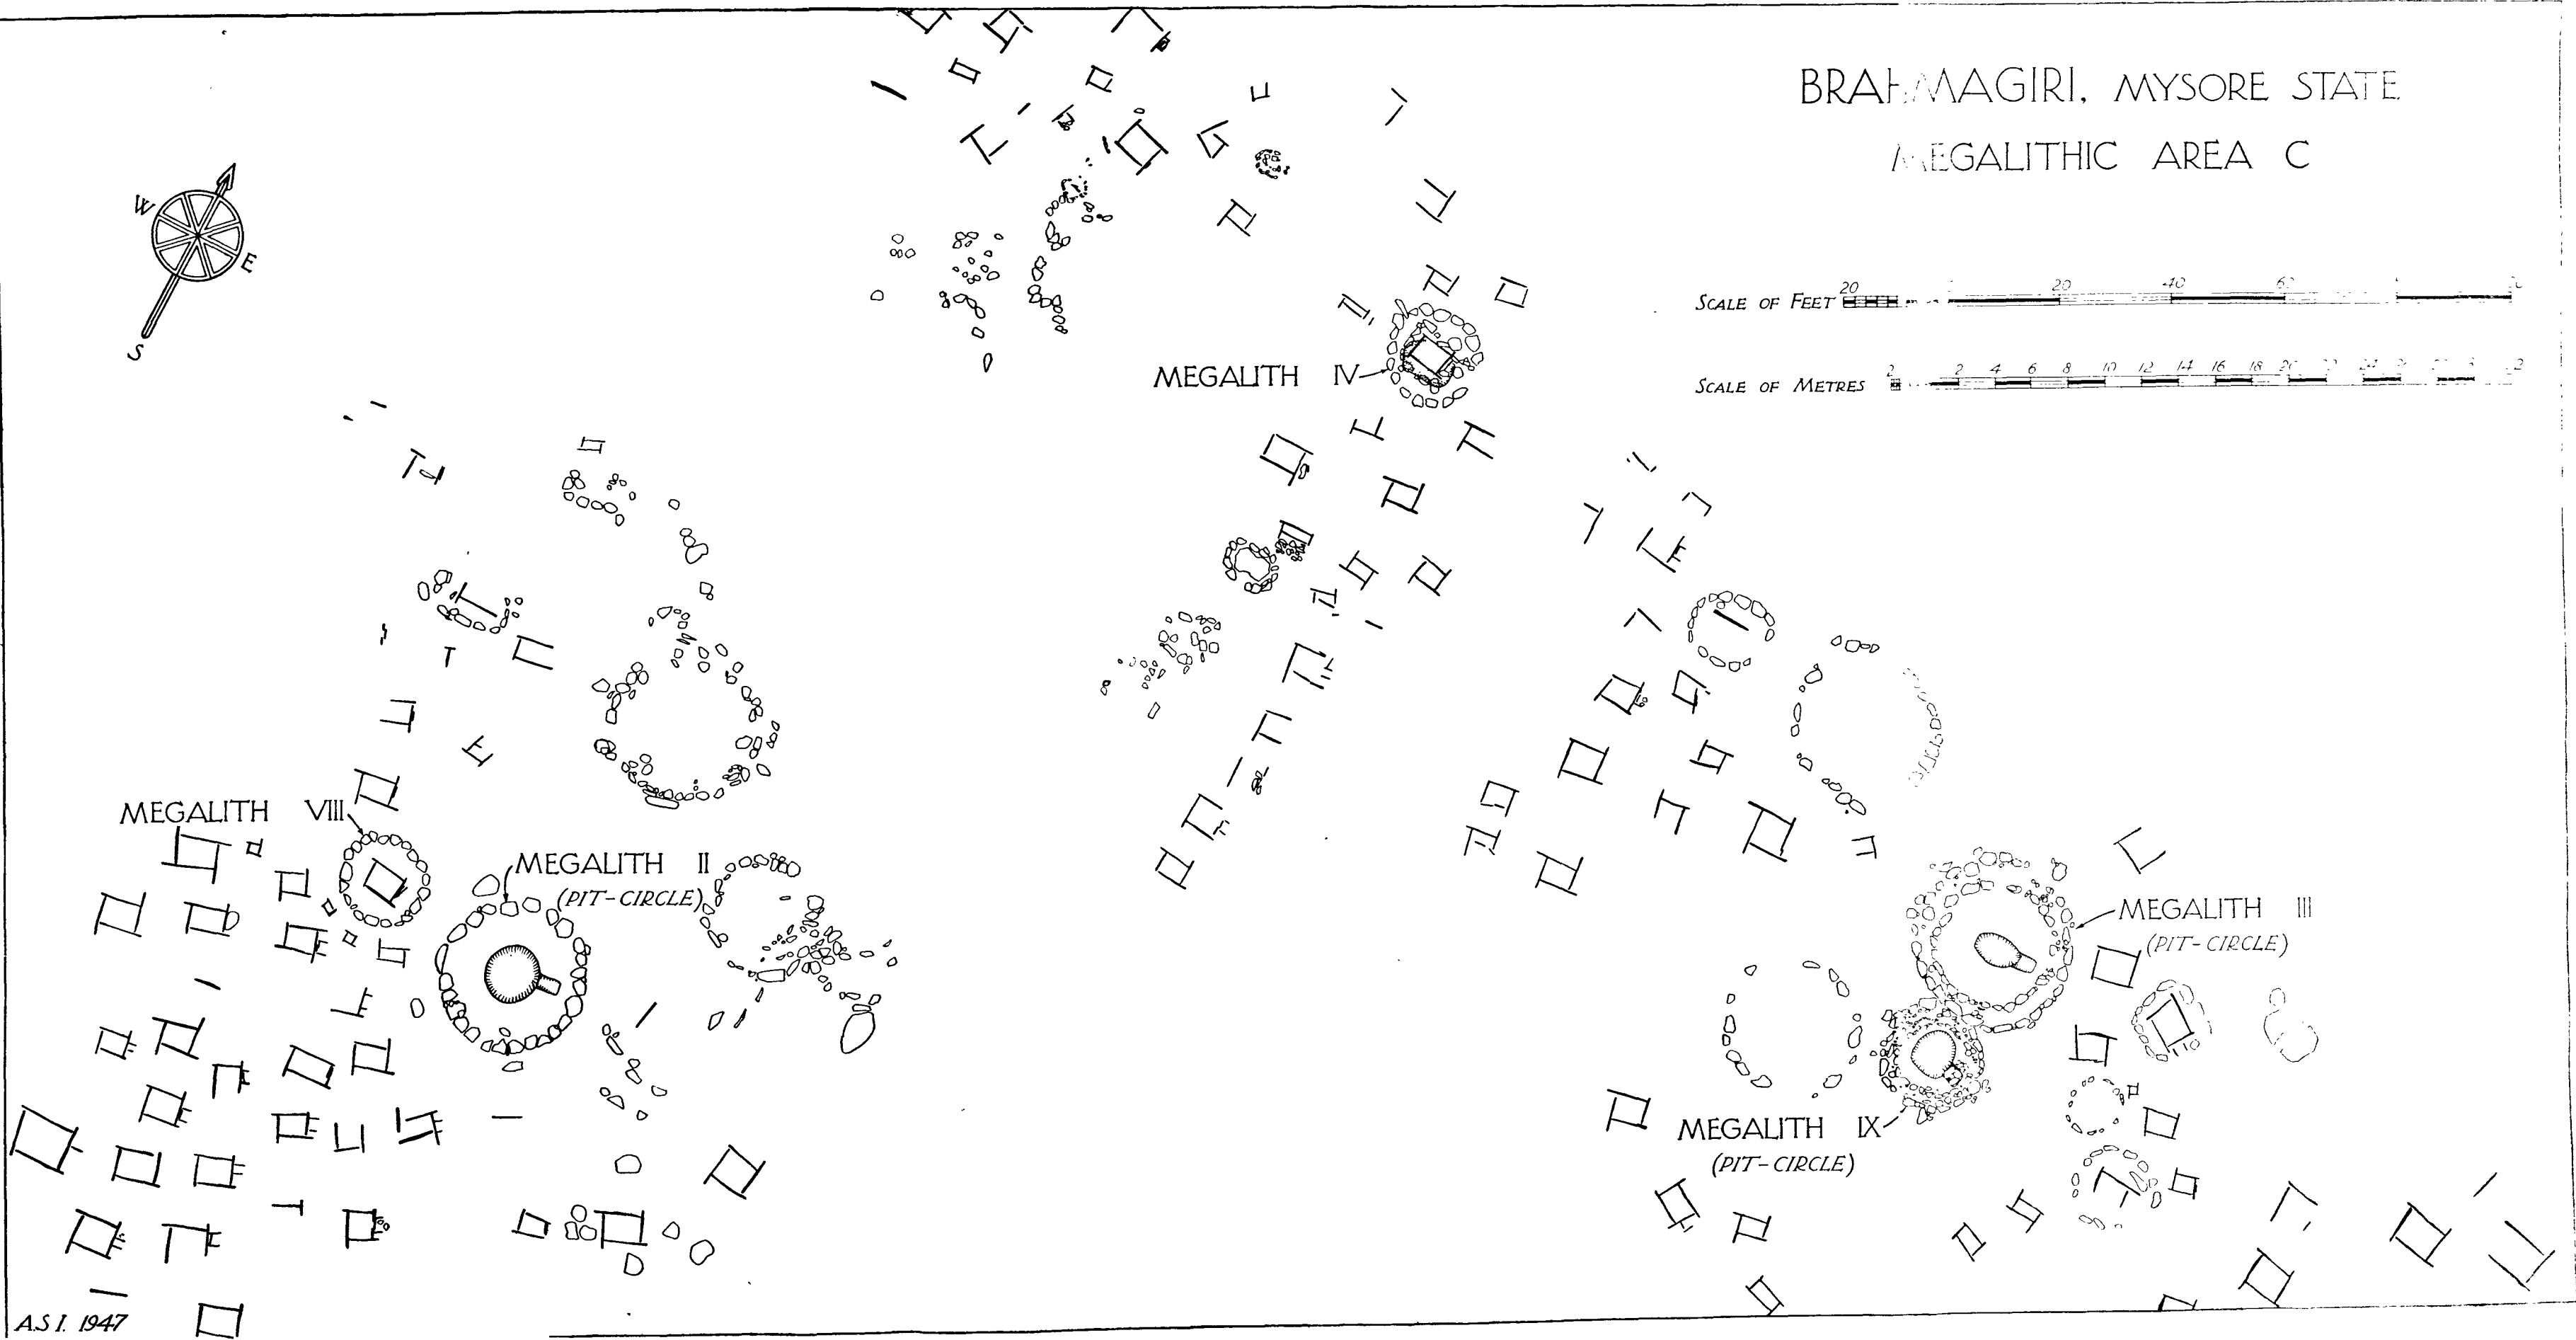 BRAHMAGIRI, MYSORE STATE
MEGALITHIC AREA C
W
E
S
SCALE OF FEET 20 20 40
SCALE OF METRES 2 2 4 6 8 10 12 14 16 18 20
MEGALITH IV
MEGALITH VIII
MEGALITH II
(PIT-CIRCLE)
MEGALITH III
(PIT-CIRCLE)
MEGALITH IX
(PIT-CIRCLE)
A.S.I. 1947